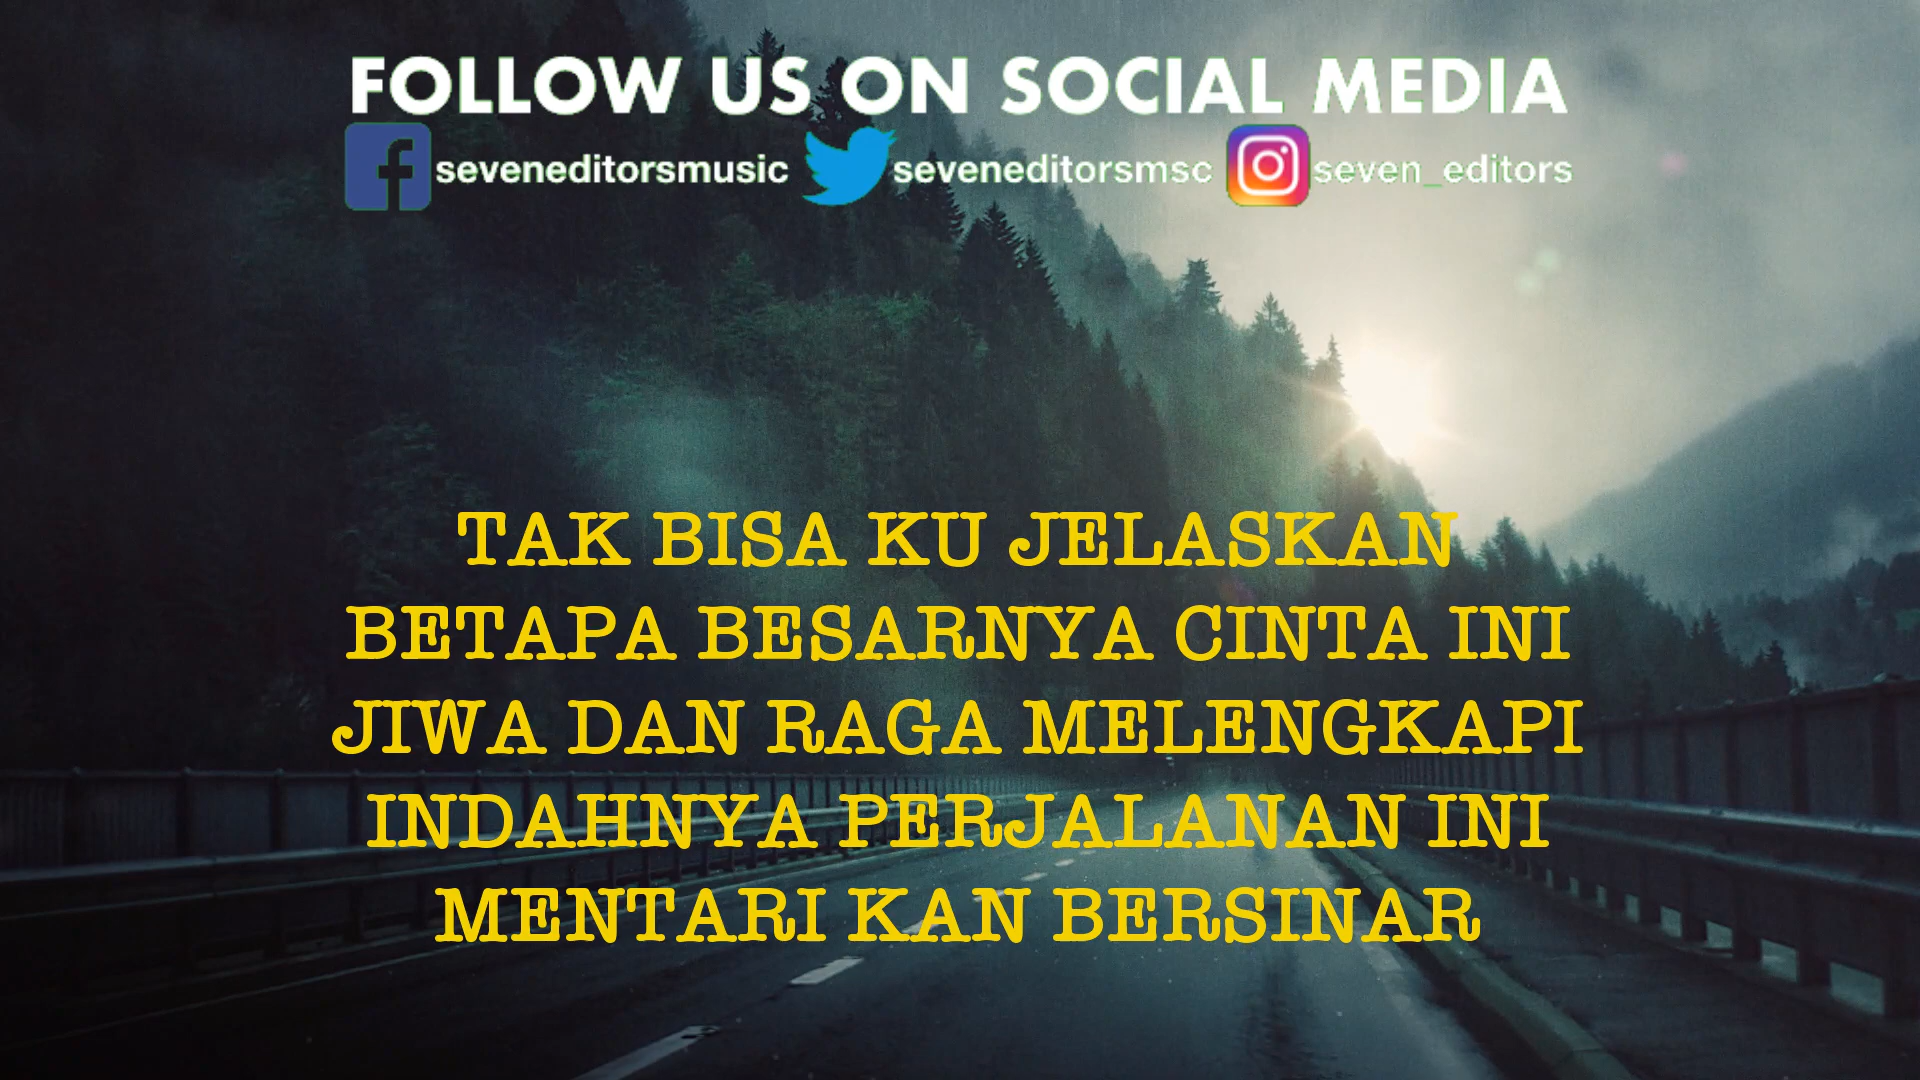 FOLLOW US ON SOCIAL MEDIA
seveneditorsmusic seveneditorsmsc seven_editors
TAK BISA KU JELASKAN
BETAPA BESARNYA CINTA INI
JIWA DAN RAGA MELENGKAPI
INDAHNYA PERJALANAN INI
MENTARI KAN BERSINAR